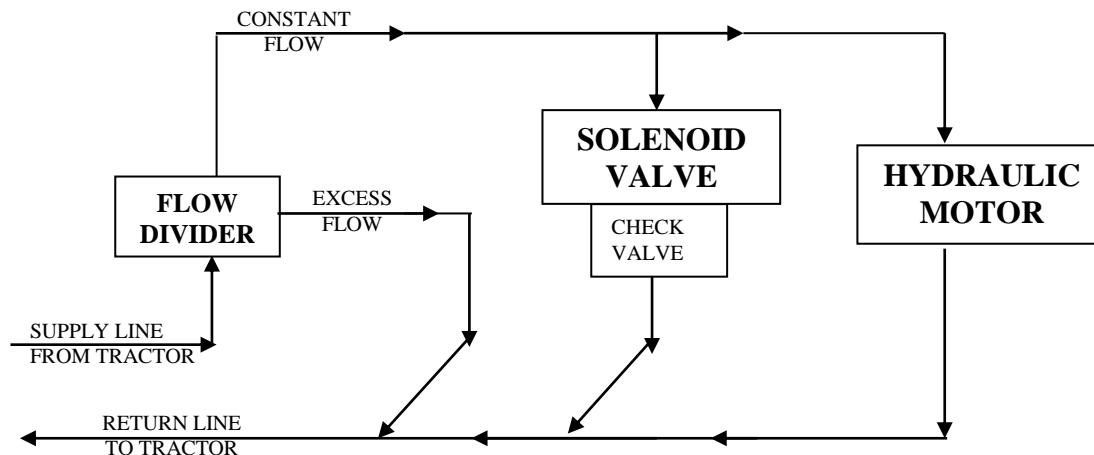 CONSTANT
FLOW
SOLENOID
VALVE
HYDRAULIC
MOTOR
FLOW
DIVIDER
EXCESS
FLOW
CHECK
VALVE
SUPPLY LINE
FROM TRACTOR
RETURN LINE
TO TRACTOR